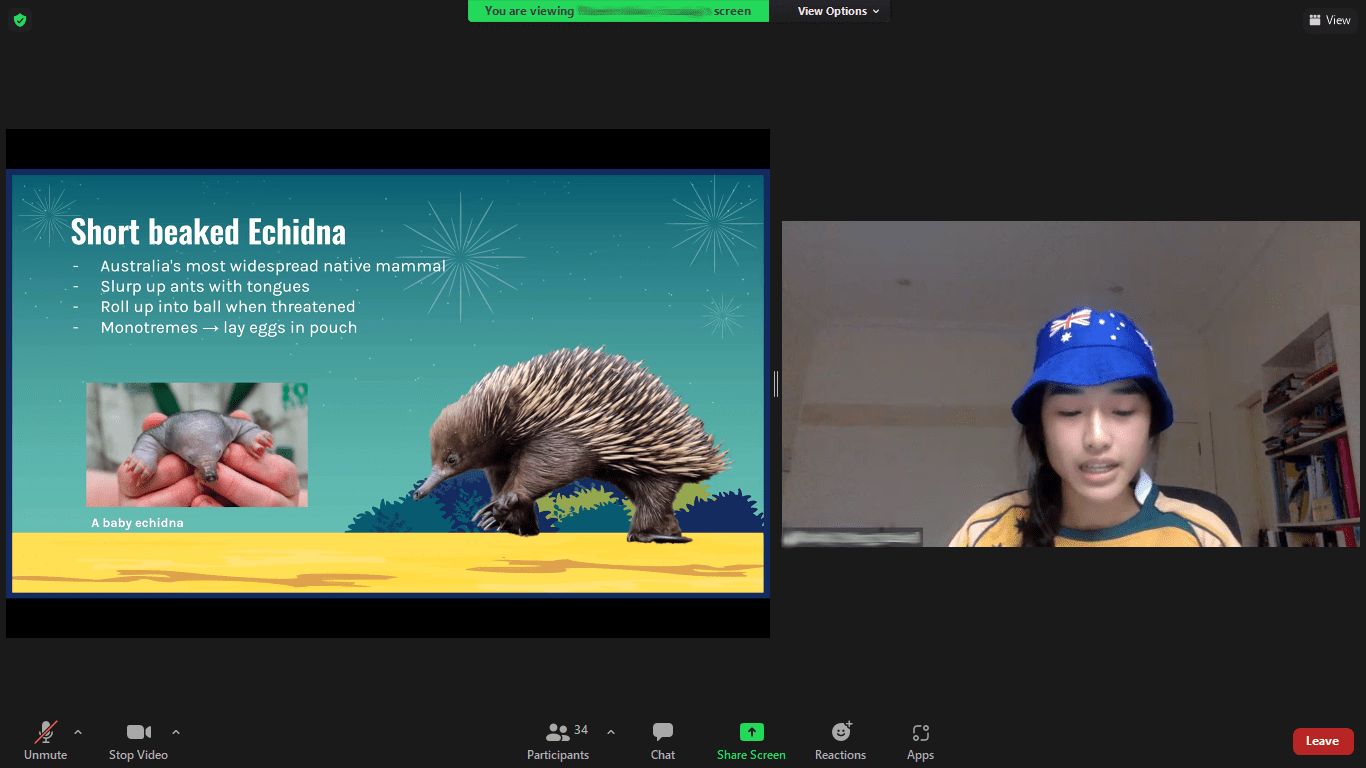 You are viewing screen
View Options
View
Short beaked Echidna
- Australia's most widespread native mammal
- Slurp up ants with tongues
- Roll up into ball when threatened
- Monotremes → lay eggs in pouch
A baby echidna
Unmute
Stop Video
34
Participants
Chat
Share Screen
Reactions
Apps
Leave